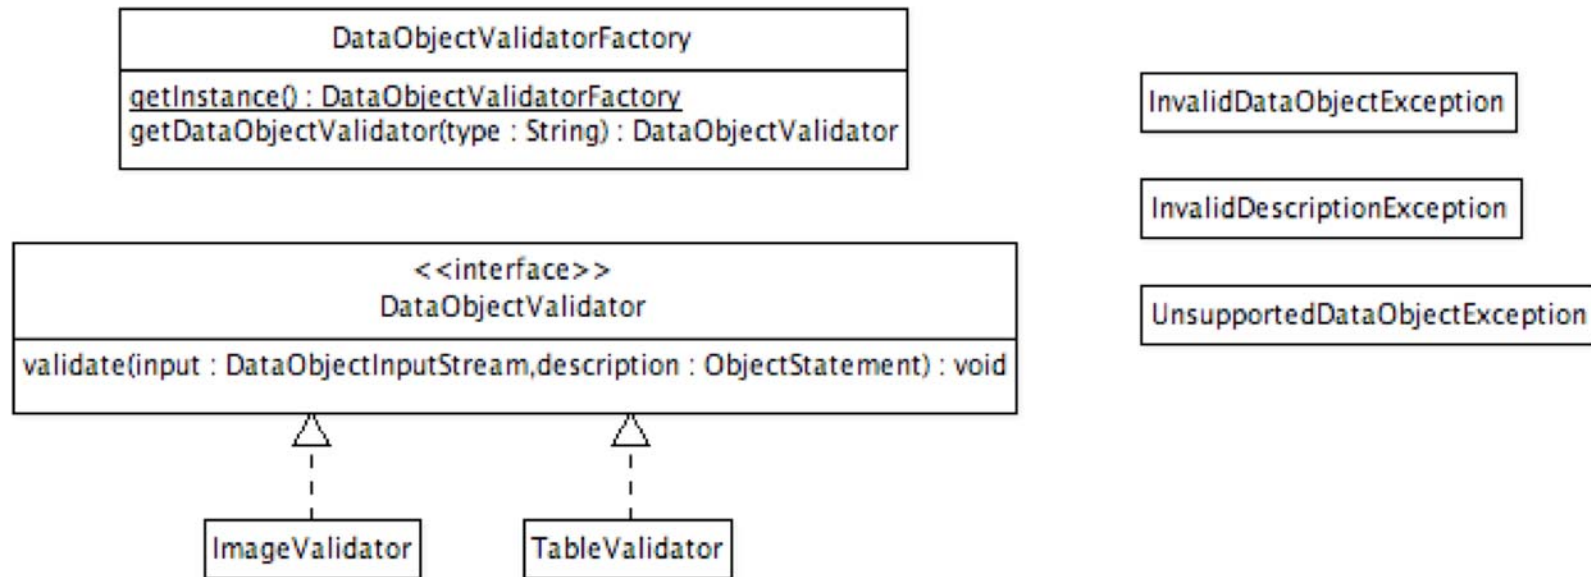 DataObjectValidatorFactory
getInstance() : DataObjectValidatorFactory
getDataObjectValidator(type : String) : DataObjectValidator
InvalidDataObjectException
InvalidDescriptionException
UnsupportedDataObjectException
<<interface>>
DataObjectValidator
validate(input : DataObjectInputStream,description : ObjectStatement) : void
ImageValidator
TableValidator